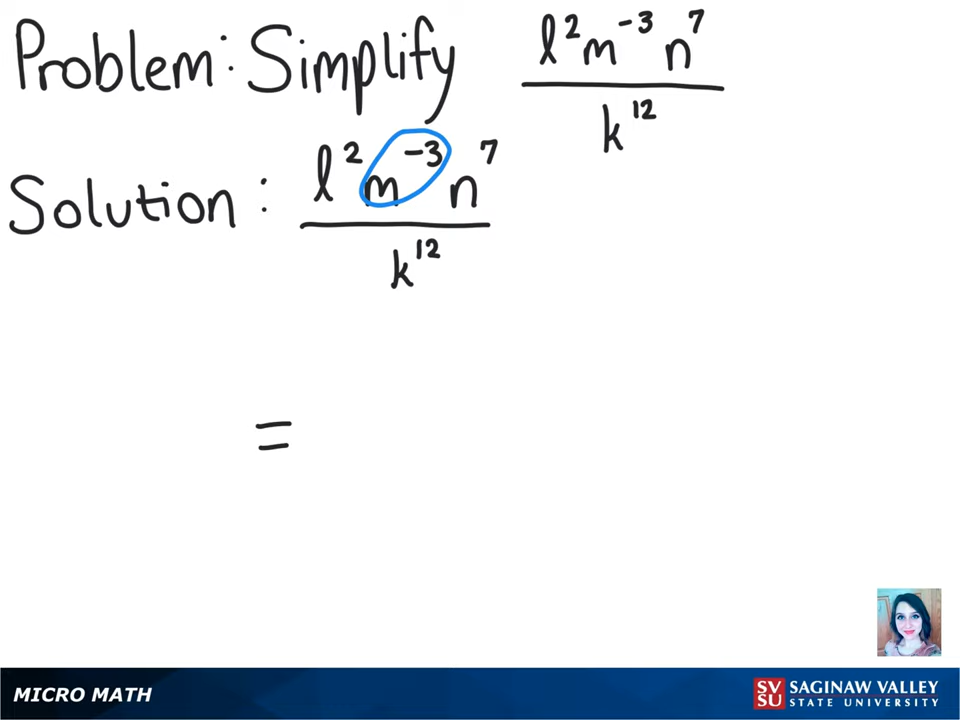 Problem: Simplify l²m⁻³n⁷
k¹²
Solution: l²m⁻³n⁷
k¹²
=
MICRO MATH
SVSU SAGINAW VALLEY
STATE UNIVERSITY